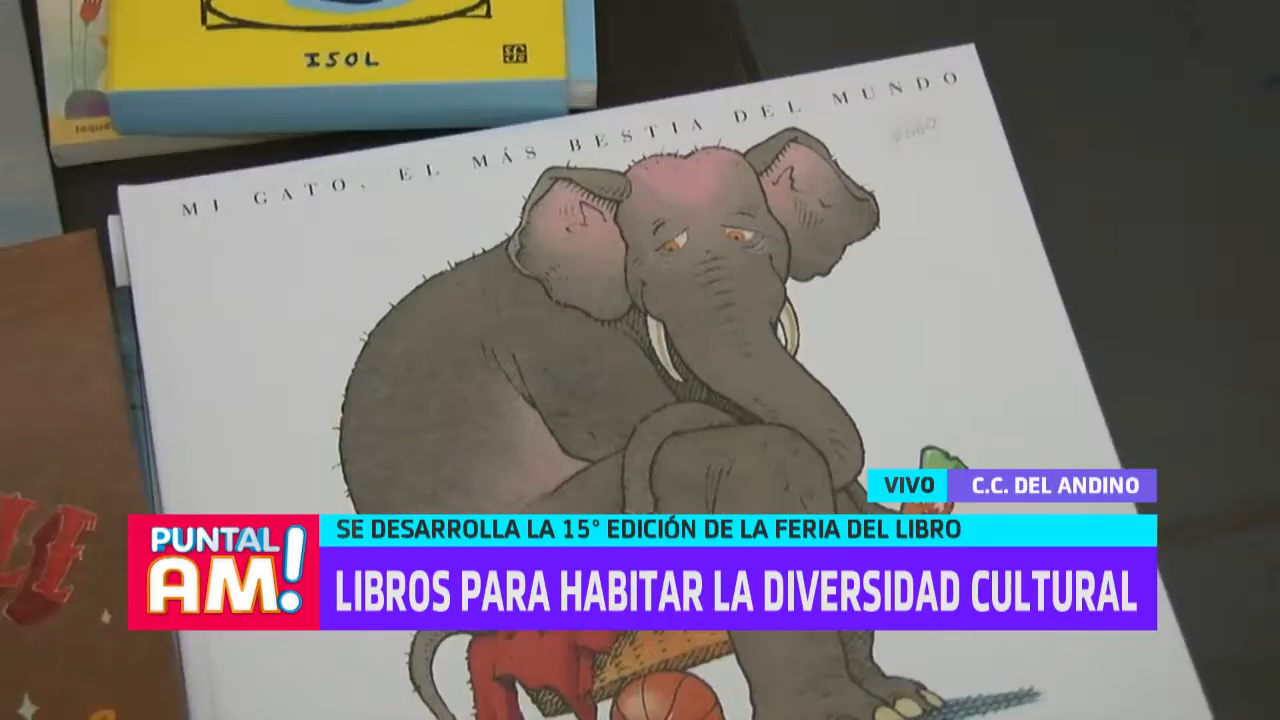 ISOL
MI GATO, EL MÁS BESTIA DEL MUNDO
VIVO
C.C. DEL ANDINO
PUNTAL
AM!
SE DESARROLLA LA 15° EDICIÓN DE LA FERIA DEL LIBRO
LIBROS PARA HABITAR LA DIVERSIDAD CULTURAL